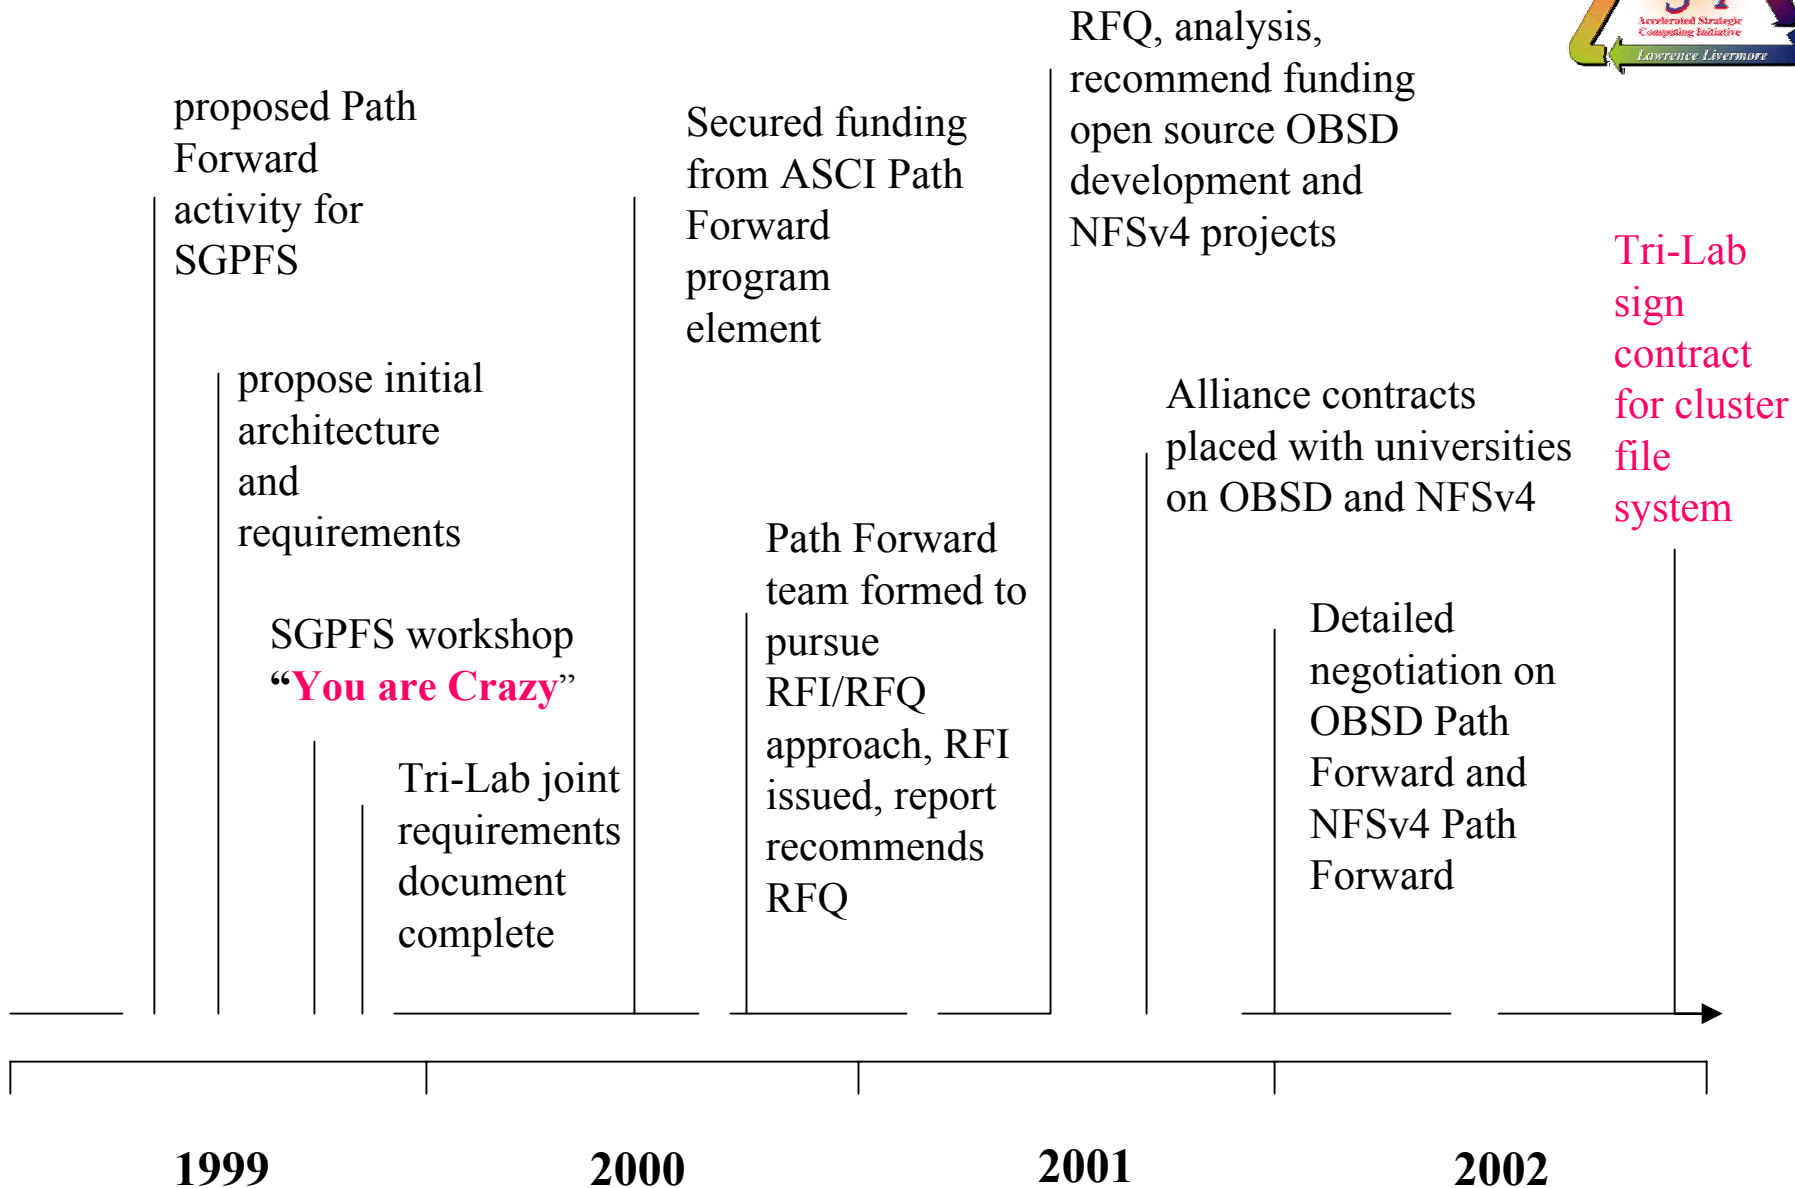 proposed Path
Forward
activity for
SGPFS
propose initial
architecture
and
requirements
SGPFS workshop
“You are Crazy”
Tri-Lab joint
requirements
document
complete
Secured funding
from ASCI Path
Forward
program
element
Path Forward
team formed to
pursue
RFI/RFQ
approach, RFI
issued, report
recommends
RFQ
RFQ, analysis,
recommend funding
open source OBSD
development and
NFSv4 projects
Alliance contracts
placed with universities
on OBSD and NFSv4
Detailed
negotiation on
OBSD Path
Forward and
NFSv4 Path
Forward
Tri-Lab
sign
contract
for cluster
file
system
Accelerated Strategic
Computing Initiative
Lawrence Livermore
1999
2000
2001
2002